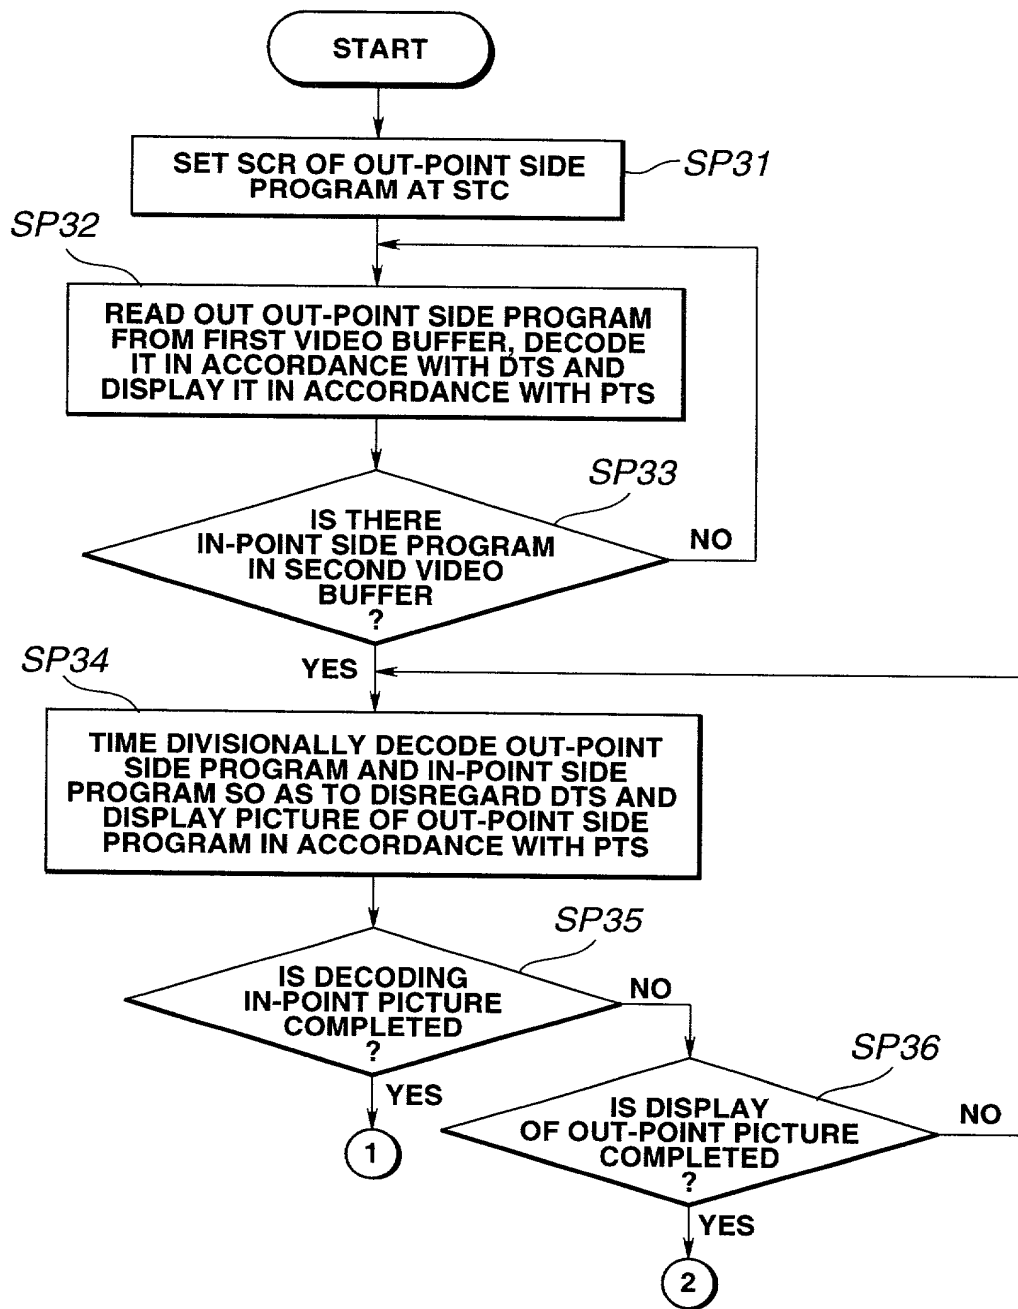 START
SET SCR OF OUT-POINT SIDE
PROGRAM AT STC
SP31
SP32
READ OUT OUT-POINT SIDE PROGRAM
FROM FIRST VIDEO BUFFER, DECODE
IT IN ACCORDANCE WITH DTS AND
DISPLAY IT IN ACCORDANCE WITH PTS
SP33
IS THERE
IN-POINT SIDE PROGRAM
IN SECOND VIDEO
BUFFER
?
NO
YES
SP34
TIME DIVISIONALLY DECODE OUT-POINT
SIDE PROGRAM AND IN-POINT SIDE
PROGRAM SO AS TO DISREGARD DTS AND
DISPLAY PICTURE OF OUT-POINT SIDE
PROGRAM IN ACCORDANCE WITH PTS
SP35
IS DECODING
IN-POINT PICTURE
COMPLETED
?
NO
YES
1
SP36
IS DISPLAY
OF OUT-POINT PICTURE
COMPLETED
?
NO
YES
2